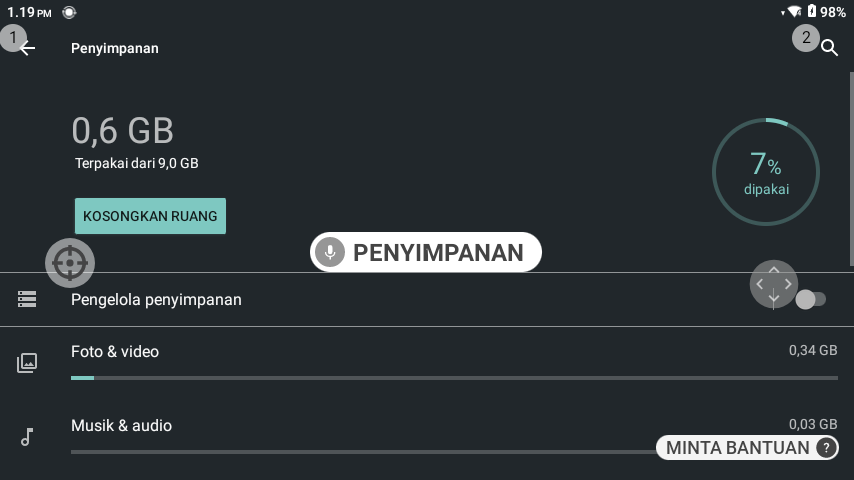 1.19 PM
98%
1
Penyimpanan
2
0,6 GB
Terpakai dari 9,0 GB
7%
dipakai
KOSONGKAN RUANG
PENYIMPANAN
Pengelola penyimpanan
Foto & video
0,34 GB
Musik & audio
0,03 GB
MINTA BANTUAN ?